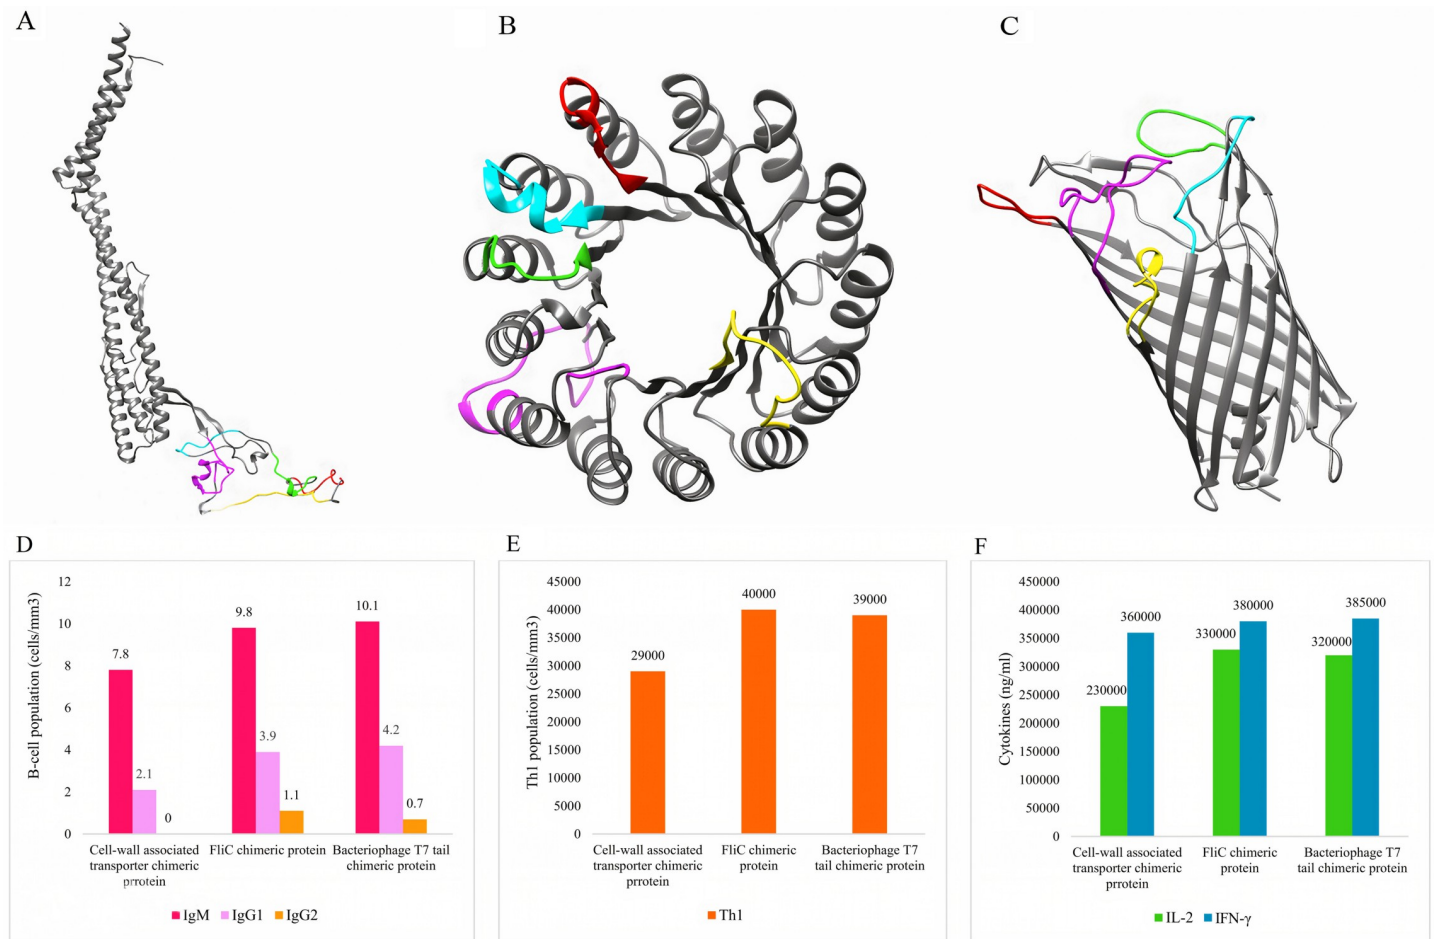 A
B
C
D
B-cell population (cells/mm3)
12
10
8
6
4
2
0
7.8
2.1
0
9.8
3.9
1.1
10.1
4.2
0.7
Cell-wall associated
transporter chimeric
prrotein
FliC chimeric protein
Bacteriophage T7 tail
chimeric protein
IgM IgG1 IgG2
E
Th1 population (cells/mm3)
45000
40000
35000
30000
25000
20000
15000
10000
5000
0
29000
40000
39000
Cell-wall associated
transporter chimeric
prrotein
FliC chimeric
protein
Bacteriophage T7
tail chimeric protein
Th1
F
Cytokines (ng/ml)
450000
400000
350000
300000
250000
200000
150000
100000
50000
0
230000
360000
330000
380000
320000
385000
Cell-wall associated
transporter chimeric
prrotein
FliC chimeric
protein
Bacteriophage T7
tail chimeric protein
IL-2 IFN-γ